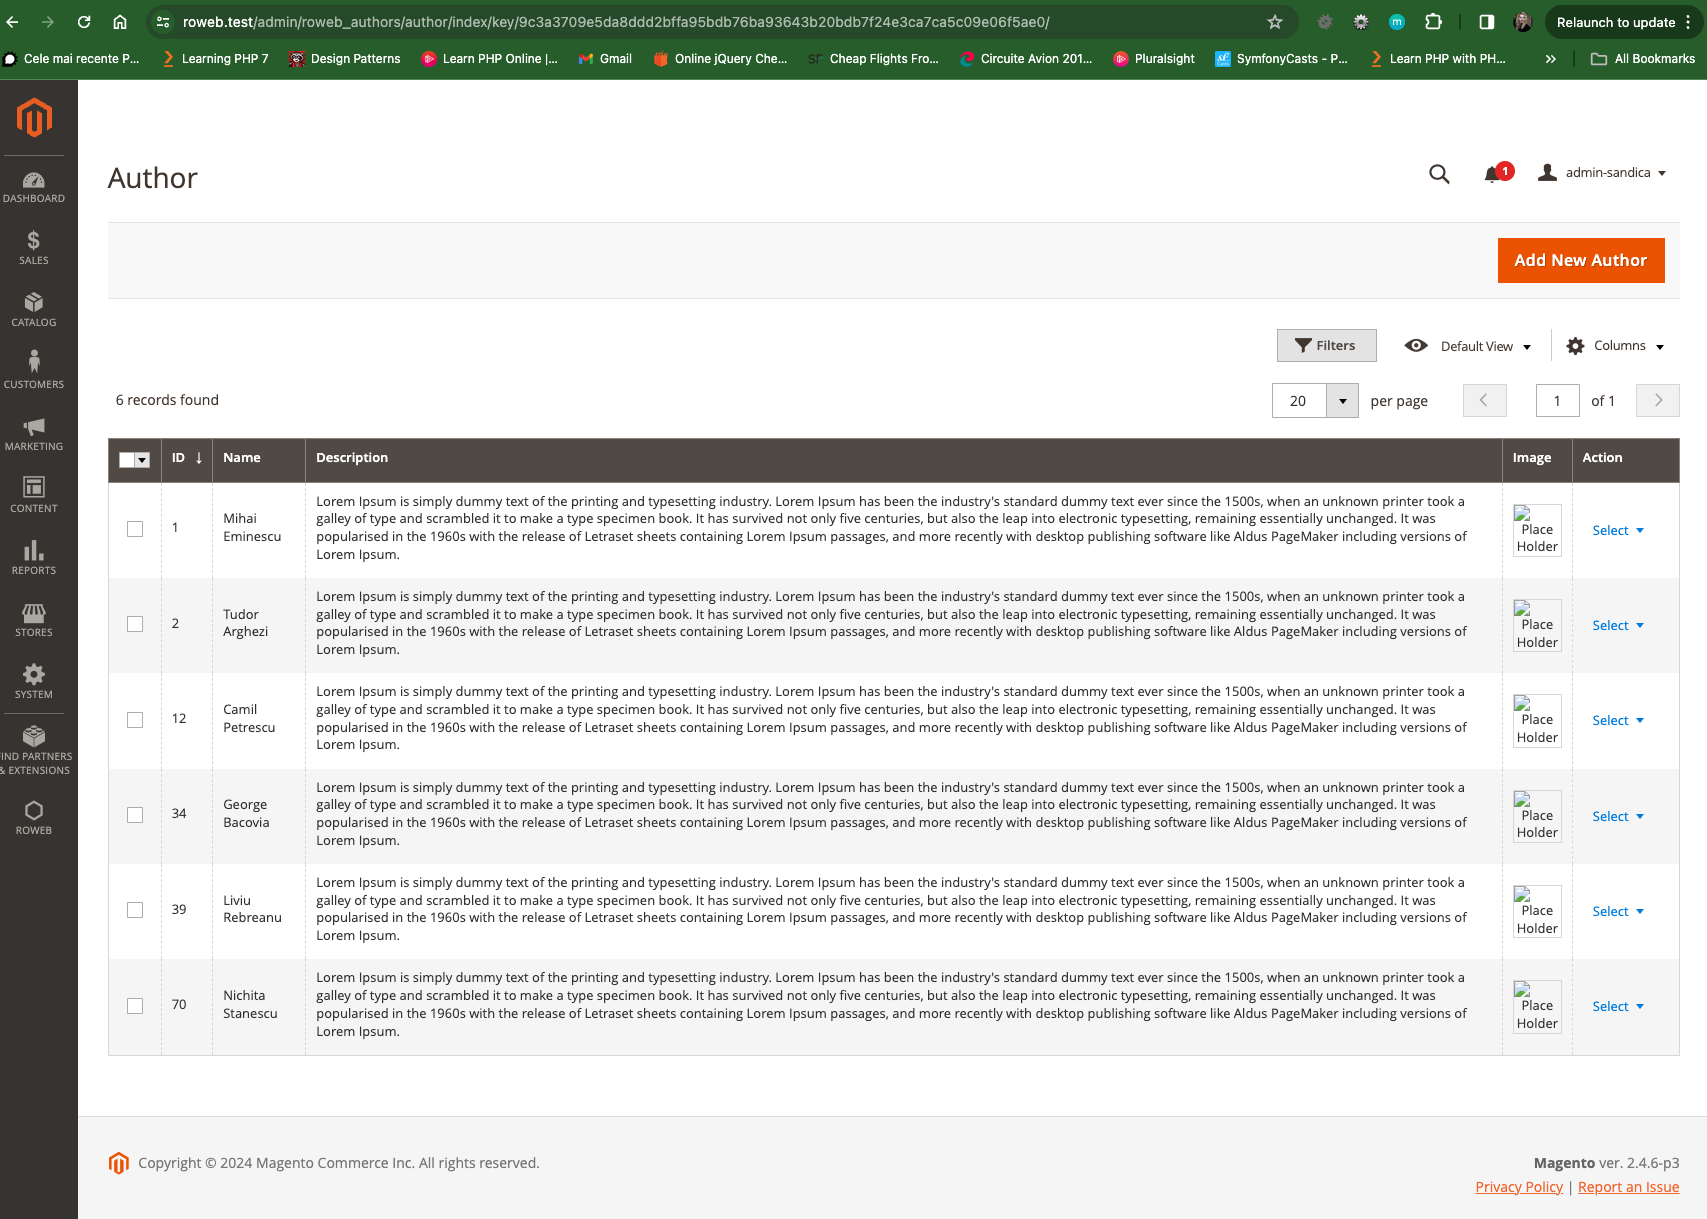 roweb.test/admin/roweb_authors/author/index/key/9c3a3709e5da8ddd2bffa95bdb76ba93643b20bdb7f24e3ca7ca5c09e06f5ae0/
m
Relaunch to update
Cele mai recente P...
Learning PHP 7
Design Patterns
Learn PHP Online |...
Gmail
Online jQuery Che...
SF
Cheap Flights Fro...
Circuite Avion 201...
Pluralsight
SymfonyCasts - P...
Learn PHP with PH...
»
All Bookmarks
DASHBOARD
$
SALES
CATALOG
CUSTOMERS
MARKETING
CONTENT
REPORTS
STORES
SYSTEM
IND PARTNERS
& EXTENSIONS
ROWEB
Author
1
admin-sandica
Add New Author
Filters
Default View
Columns
6 records found
20
per page
1
of 1
ID ↓
Name
Description
Image
Action
1
Mihai
Eminescu
Lorem Ipsum is simply dummy text of the printing and typesetting industry. Lorem Ipsum has been the industry's standard dummy text ever since the 1500s, when an unknown printer took a
galley of type and scrambled it to make a type specimen book. It has survived not only five centuries, but also the leap into electronic typesetting, remaining essentially unchanged. It was
popularised in the 1960s with the release of Letraset sheets containing Lorem Ipsum passages, and more recently with desktop publishing software like Aldus PageMaker including versions of
Lorem Ipsum.
Place
Holder
Select
2
Tudor
Arghezi
Lorem Ipsum is simply dummy text of the printing and typesetting industry. Lorem Ipsum has been the industry's standard dummy text ever since the 1500s, when an unknown printer took a
galley of type and scrambled it to make a type specimen book. It has survived not only five centuries, but also the leap into electronic typesetting, remaining essentially unchanged. It was
popularised in the 1960s with the release of Letraset sheets containing Lorem Ipsum passages, and more recently with desktop publishing software like Aldus PageMaker including versions of
Lorem Ipsum.
Place
Holder
Select
12
Camil
Petrescu
Lorem Ipsum is simply dummy text of the printing and typesetting industry. Lorem Ipsum has been the industry's standard dummy text ever since the 1500s, when an unknown printer took a
galley of type and scrambled it to make a type specimen book. It has survived not only five centuries, but also the leap into electronic typesetting, remaining essentially unchanged. It was
popularised in the 1960s with the release of Letraset sheets containing Lorem Ipsum passages, and more recently with desktop publishing software like Aldus PageMaker including versions of
Lorem Ipsum.
Place
Holder
Select
34
George
Bacovia
Lorem Ipsum is simply dummy text of the printing and typesetting industry. Lorem Ipsum has been the industry's standard dummy text ever since the 1500s, when an unknown printer took a
galley of type and scrambled it to make a type specimen book. It has survived not only five centuries, but also the leap into electronic typesetting, remaining essentially unchanged. It was
popularised in the 1960s with the release of Letraset sheets containing Lorem Ipsum passages, and more recently with desktop publishing software like Aldus PageMaker including versions of
Lorem Ipsum.
Place
Holder
Select
39
Liviu
Rebreanu
Lorem Ipsum is simply dummy text of the printing and typesetting industry. Lorem Ipsum has been the industry's standard dummy text ever since the 1500s, when an unknown printer took a
galley of type and scrambled it to make a type specimen book. It has survived not only five centuries, but also the leap into electronic typesetting, remaining essentially unchanged. It was
popularised in the 1960s with the release of Letraset sheets containing Lorem Ipsum passages, and more recently with desktop publishing software like Aldus PageMaker including versions of
Lorem Ipsum.
Place
Holder
Select
70
Nichita
Stanescu
Lorem Ipsum is simply dummy text of the printing and typesetting industry. Lorem Ipsum has been the industry's standard dummy text ever since the 1500s, when an unknown printer took a
galley of type and scrambled it to make a type specimen book. It has survived not only five centuries, but also the leap into electronic typesetting, remaining essentially unchanged. It was
popularised in the 1960s with the release of Letraset sheets containing Lorem Ipsum passages, and more recently with desktop publishing software like Aldus PageMaker including versions of
Lorem Ipsum.
Place
Holder
Select
Copyright © 2024 Magento Commerce Inc. All rights reserved.
Magento ver. 2.4.6-p3
Privacy Policy | Report an Issue